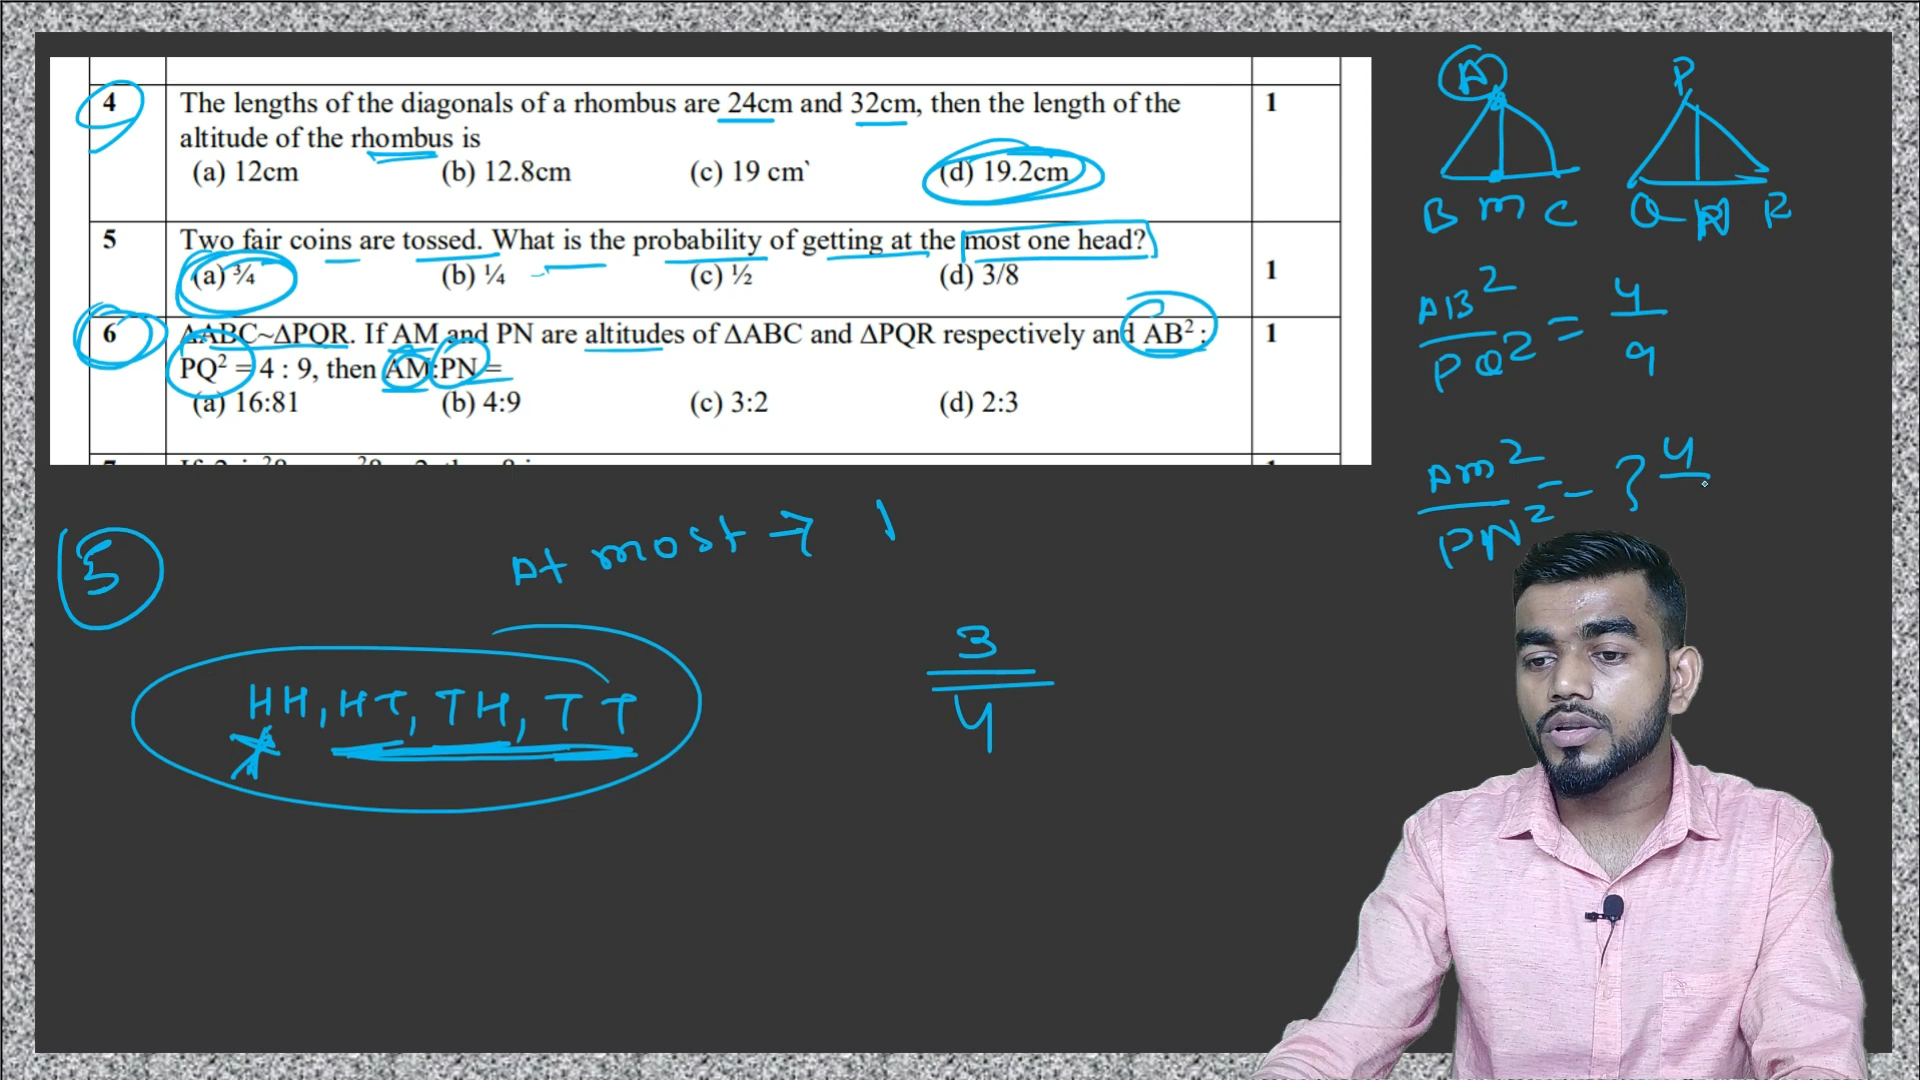 4 The lengths of the diagonals of a rhombus are 24cm and 32cm, then the length of the 1
altitude of the rhombus is
(a) 12cm (b) 12.8cm (c) 19 cm` (d) 19.2cm
5 Two fair coins are tossed. What is the probability of getting at the most one head? 1
(a) ¾ (b) ¼ (c) ½ (d) 3/8
6 ΔABC~ΔPQR. If AM and PN are altitudes of ΔABC and ΔPQR respectively and AB² : 1
PQ² = 4 : 9, then AM:PN =
(a) 16:81 (b) 4:9 (c) 3:2 (d) 2:3
A P
B M C Q N R
AB²/PQ² = 4/9
AM²/PN² = ? 4
5
At most → 1
HH, HT, TH, TT
3/4